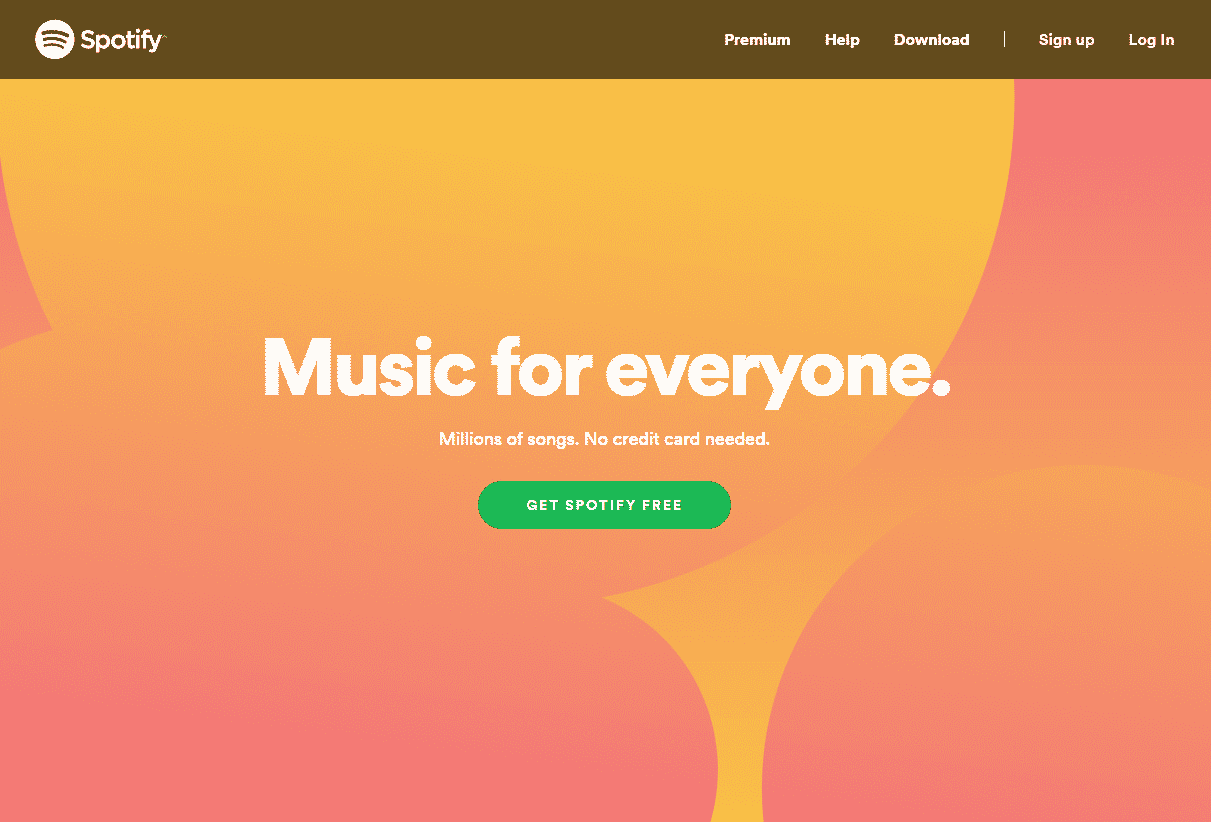 Spotify
Premium Help Download Sign up Log In
Music for everyone.
Millions of songs. No credit card needed.
GET SPOTIFY FREE